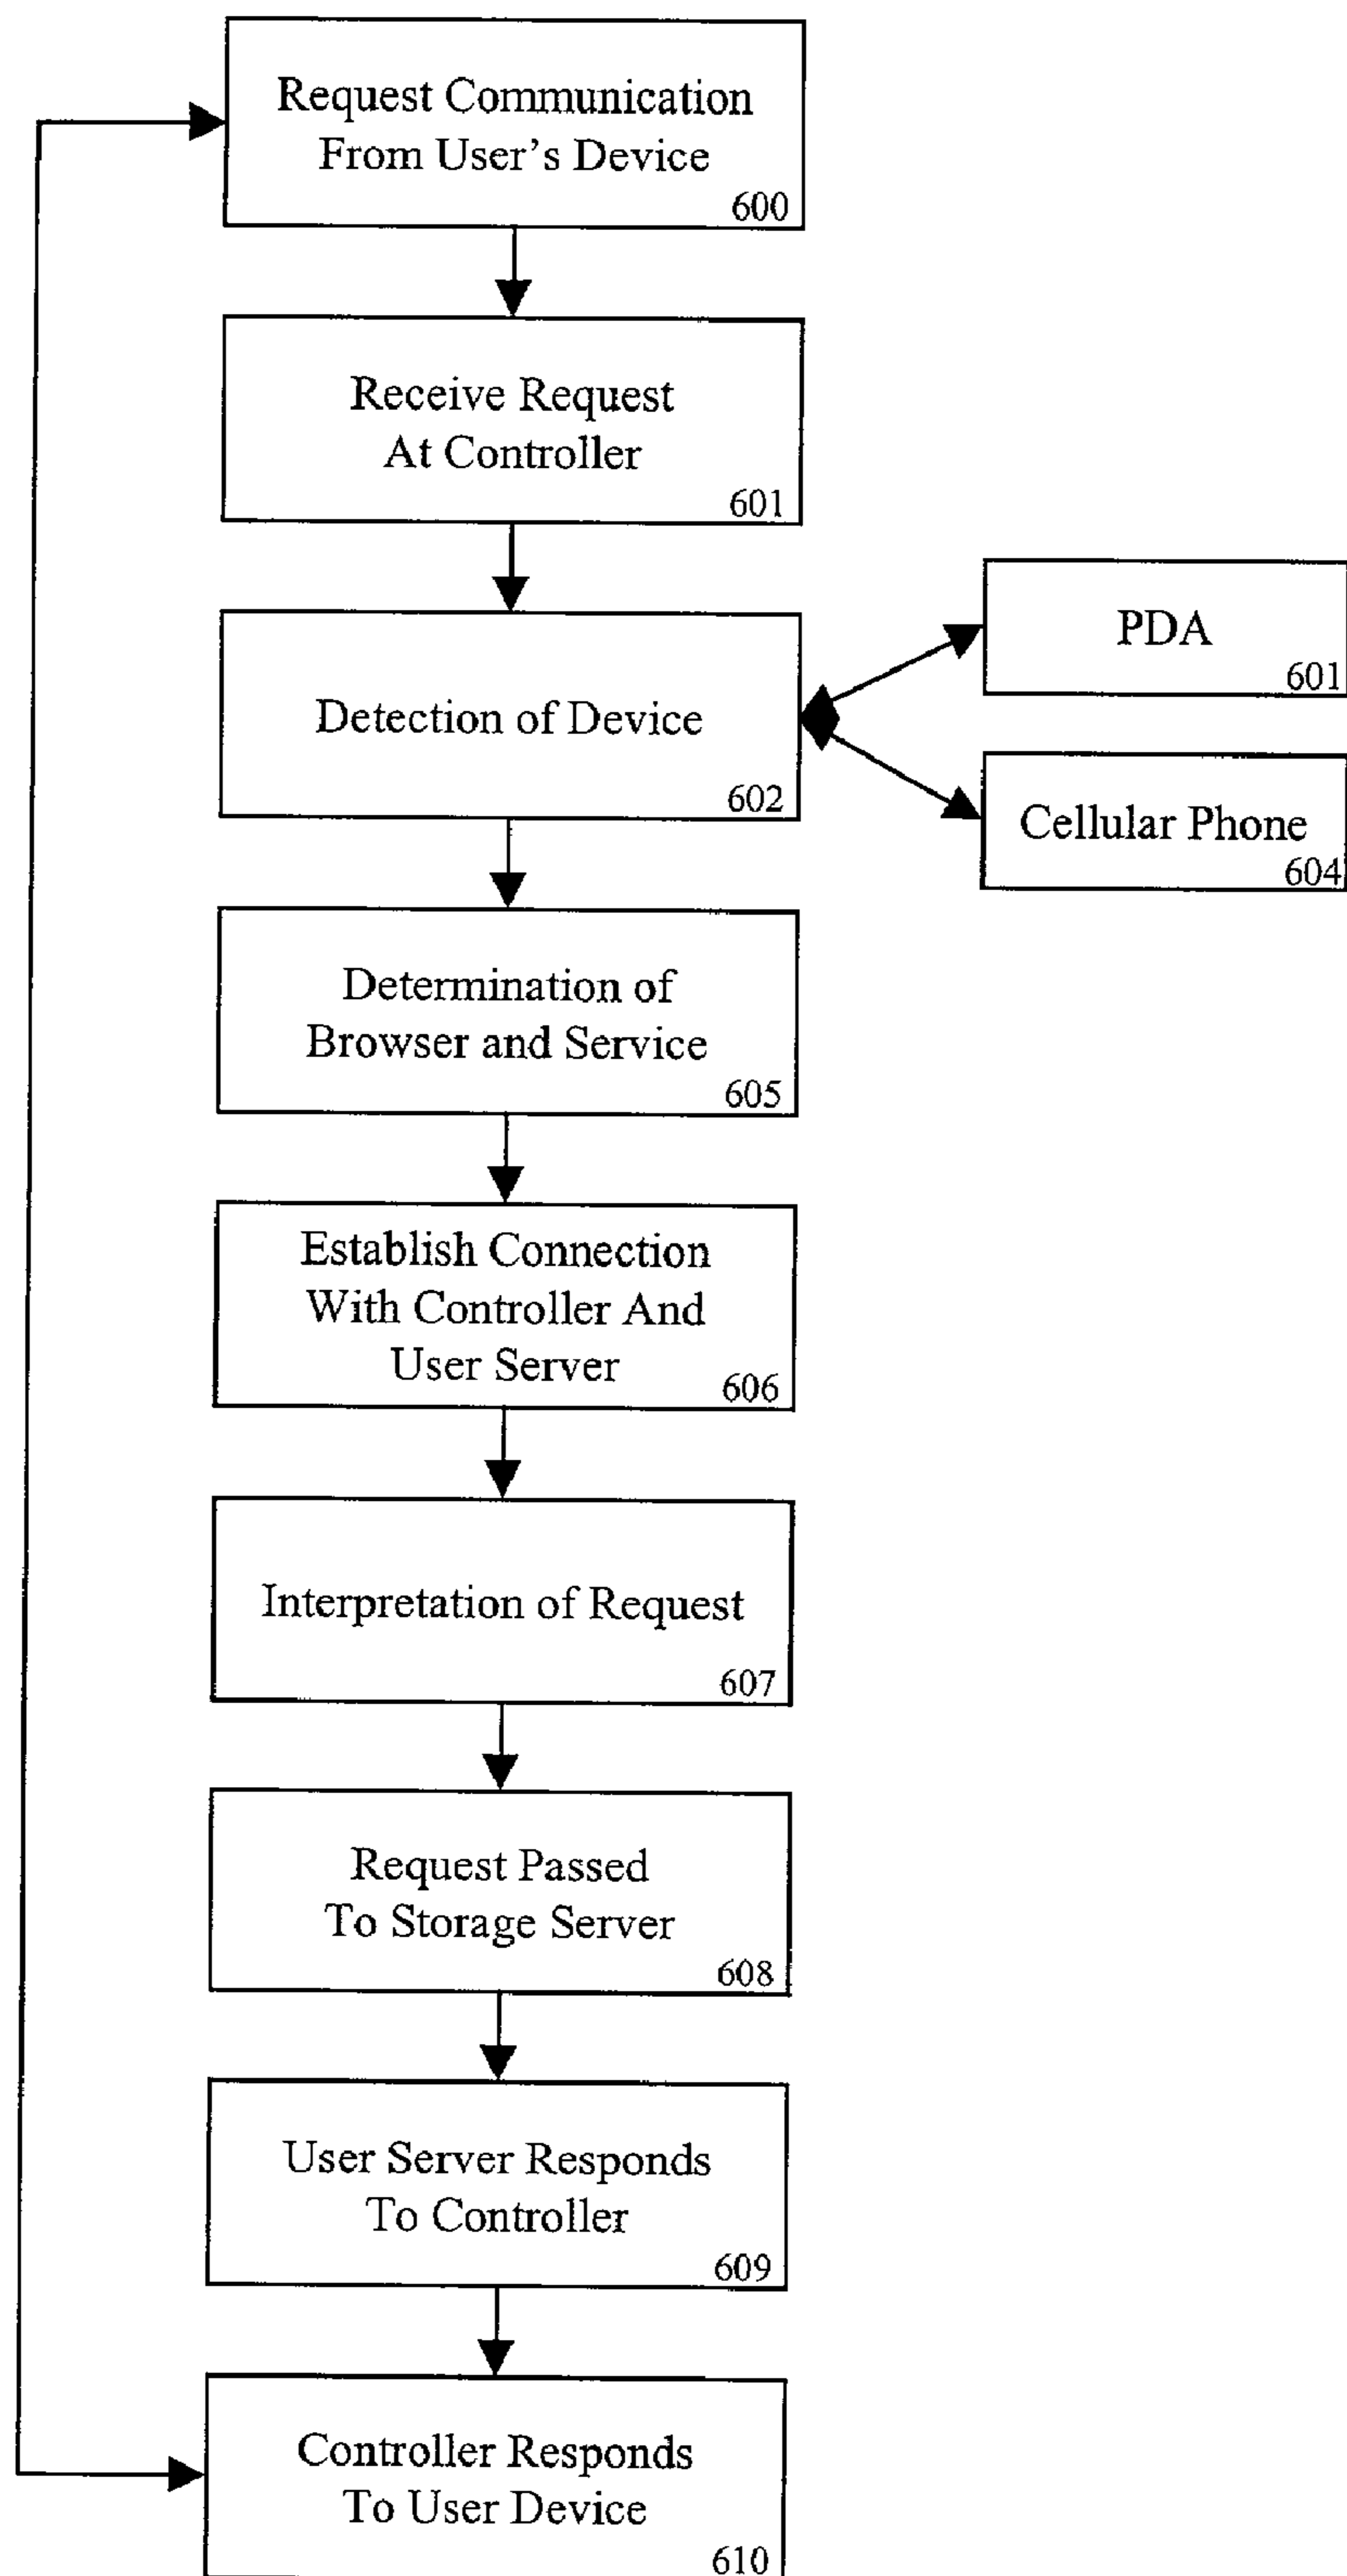 Request Communication
From User's Device
600
Receive Request
At Controller
601
Detection of Device
602
PDA
601
Cellular Phone
604
Determination of
Browser and Service
605
Establish Connection
With Controller And
User Server
606
Interpretation of Request
607
Request Passed
To Storage Server
608
User Server Responds
To Controller
609
Controller Responds
To User Device
610